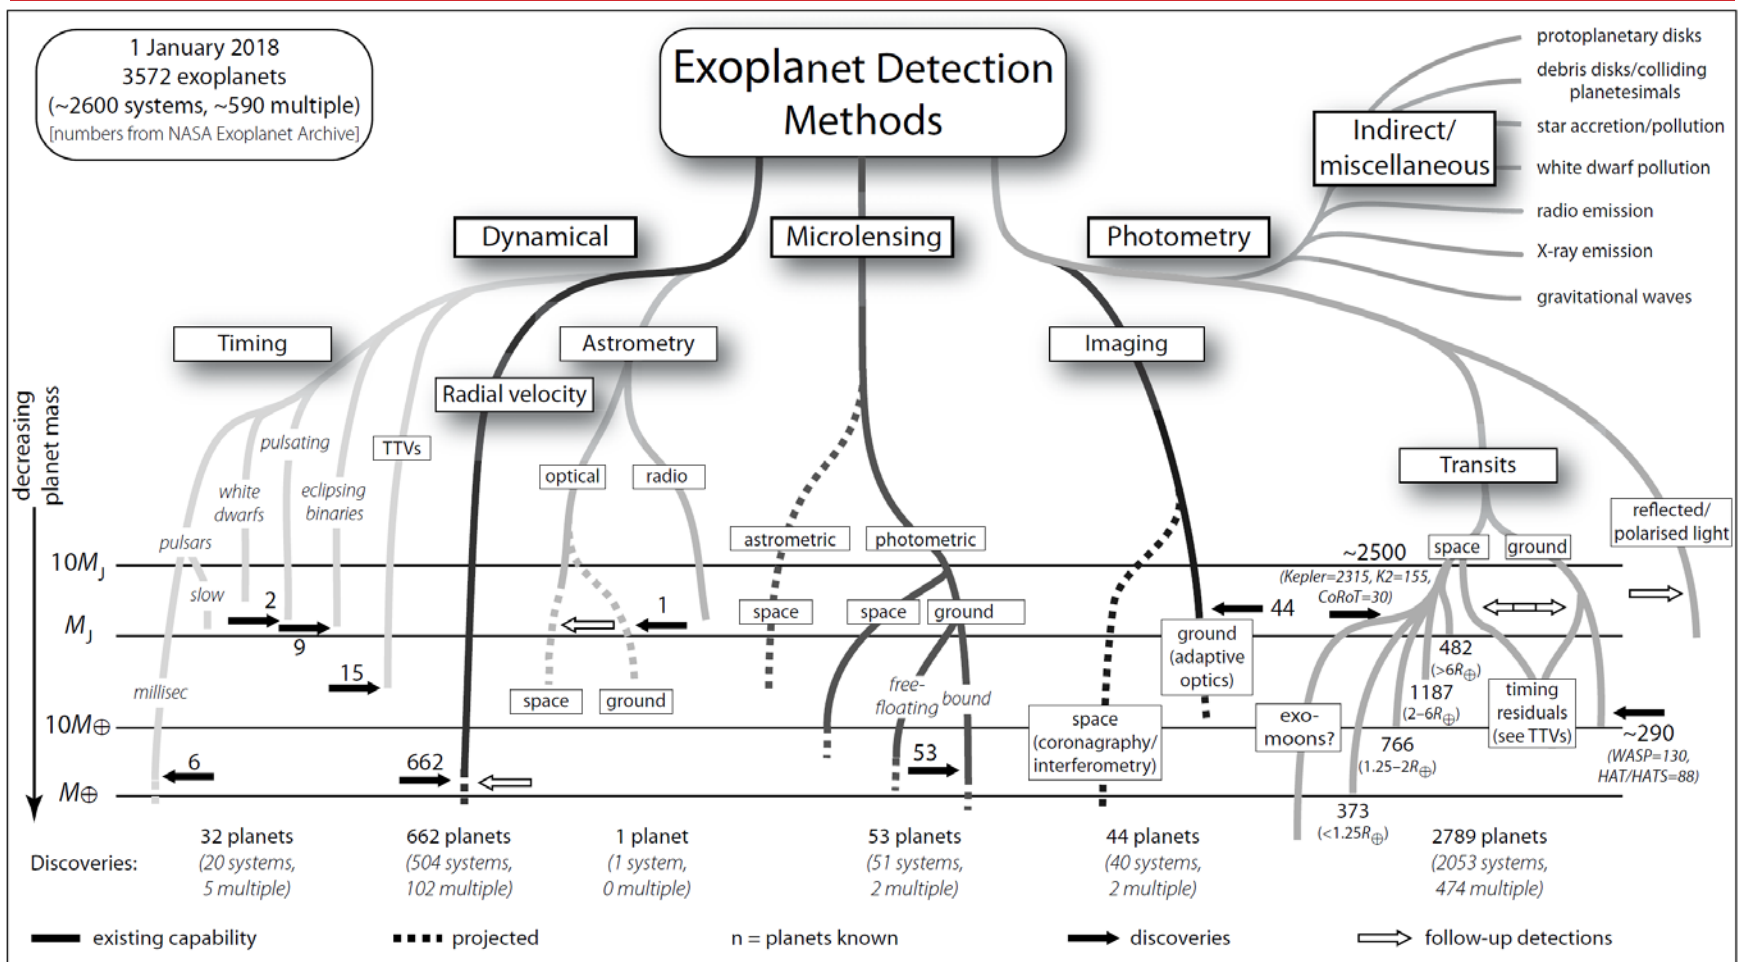 1 January 2018
3572 exoplanets
(~2600 systems, ~590 multiple)
[numbers from NASA Exoplanet Archive]
Exoplanet Detection
Methods
protoplanetary disks
debris disks/colliding
planetesimals
Indirect/
miscellaneous
star accretion/pollution
white dwarf pollution
radio emission
X-ray emission
gravitational waves
Dynamical
Microlensing
Photometry
Timing
Astrometry
Imaging
Radial velocity
decreasing
planet mass
pulsating
TTVs
optical
radio
Transits
white
dwarfs
eclipsing
binaries
pulsars
slow
millisec
astrometric
photometric
space
space
ground
free-
floating
bound
space
ground
ground
(adaptive
optics)
space
(coronagraphy/
interferometry)
~2500
(Kepler=2315, K2=155,
CoRoT=30)
space
ground
reflected/
polarised light
10M J
M J
10M⊕
M⊕
2
9
15
6
662
1
53
44
482
(>6R⊕)
1187
(2–6R⊕)
766
(1.25–2R⊕)
373
(<1.25R⊕)
exo-
moons?
timing
residuals
(see TTVs)
~290
(WASP=130,
HAT/HATS=88)
Discoveries:
32 planets
(20 systems,
5 multiple)
662 planets
(504 systems,
102 multiple)
1 planet
(1 system,
0 multiple)
53 planets
(51 systems,
2 multiple)
44 planets
(40 systems,
2 multiple)
2789 planets
(2053 systems,
474 multiple)
existing capability
projected
n = planets known
discoveries
follow-up detections